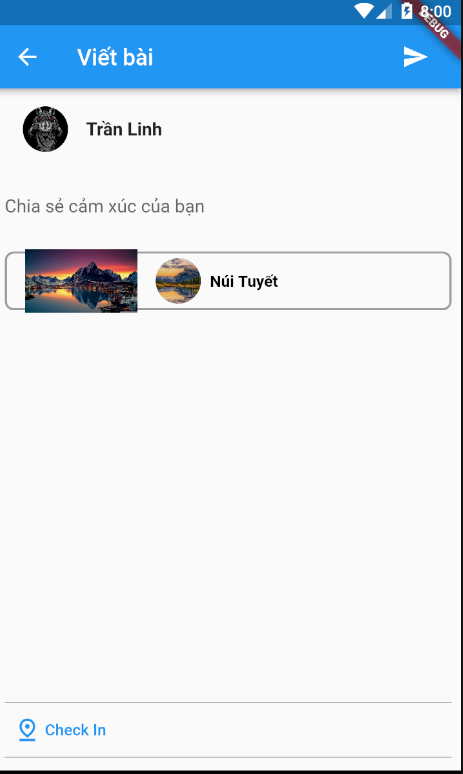 8:00
DEBUG
Viết bài
Trần Linh
Chia sẻ cảm xúc của bạn
Núi Tuyết
Check In